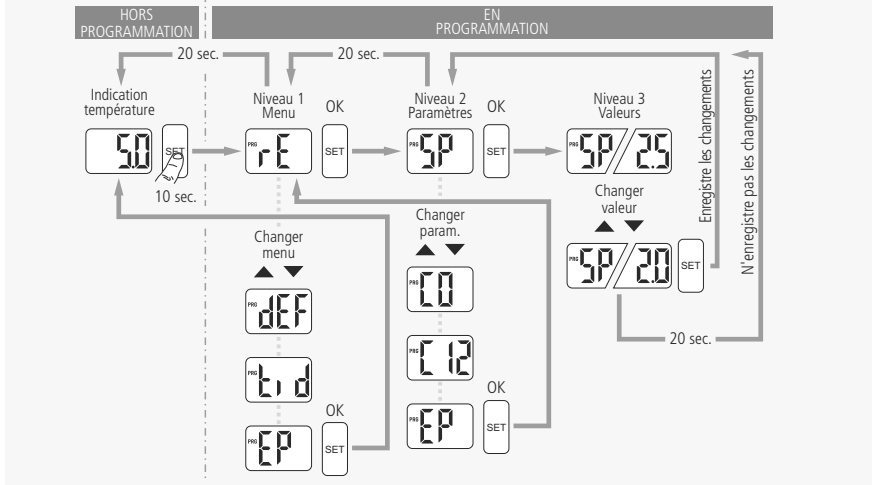 HORS
PROGRAMMATION
EN
PROGRAMMATION
20 sec.
20 sec.
Indication
température
Niveau 1
Menu
OK
Niveau 2
Paramètres
OK
Niveau 3
Valeurs
5.0
SET
PRG rE
SET
PRG SP
SET
PRG SP/2.5
10 sec.
Changer
menu
Changer
param.
Changer
valeur
Enregistre les changements
N'enregistre pas les changements
PRG dEF
PRG C0
PRG SP/2.0
SET
20 sec.
PRG tid
PRG C12
OK
OK
PRG EP
SET
PRG EP
SET